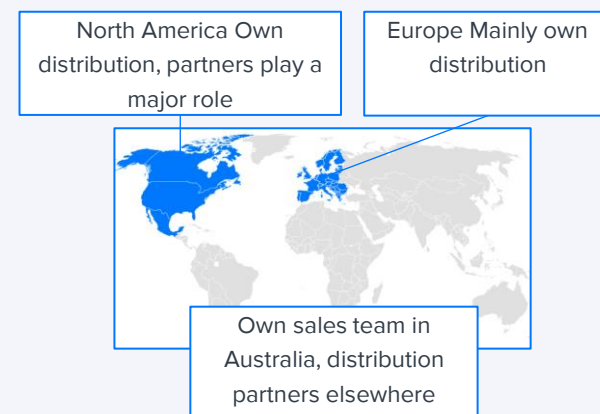 North America Own
distribution, partners play a
major role
Europe Mainly own
distribution
Own sales team in
Australia, distribution
partners elsewhere